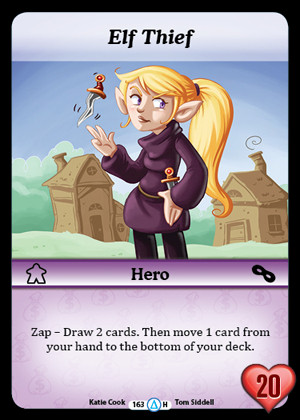 Elf Thief
Hero
Zap – Draw 2 cards. Then move 1 card from
your hand to the bottom of your deck.
20
Katie Cook 163 H Tom Siddell